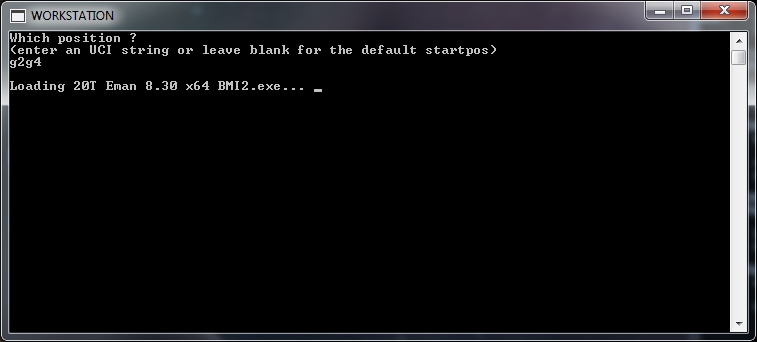 WORKSTATION
Which position ?
(enter an UCI string or leave blank for the default startpos)
g2g4
Loading 20T Eman 8.30 x64 BMI2.exe...